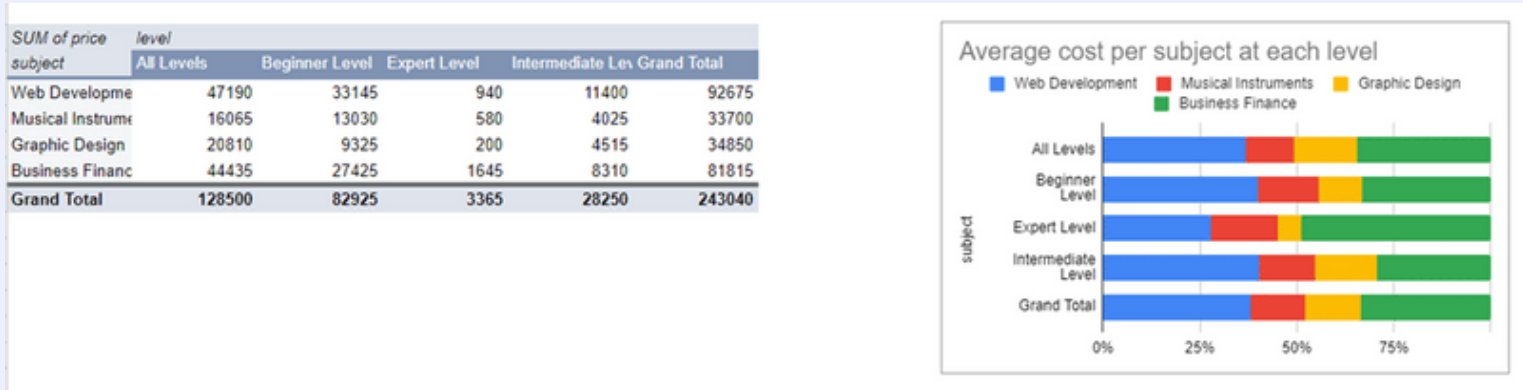 SUM of price level
subject All Levels Beginner Level Expert Level Intermediate Lev Grand Total
Web Developme 47190 33145 940 11400 92675
Musical Instrume 16065 13030 580 4025 33700
Graphic Design 20810 9325 200 4515 34850
Business Financ 44435 27425 1645 8310 81815
Grand Total 128500 82925 3365 28250 243040
Average cost per subject at each level
Web Development Musical Instruments Graphic Design
Business Finance
All Levels
Beginner
Level
Expert Level
Intermediate
Level
Grand Total
subject
0% 25% 50% 75%